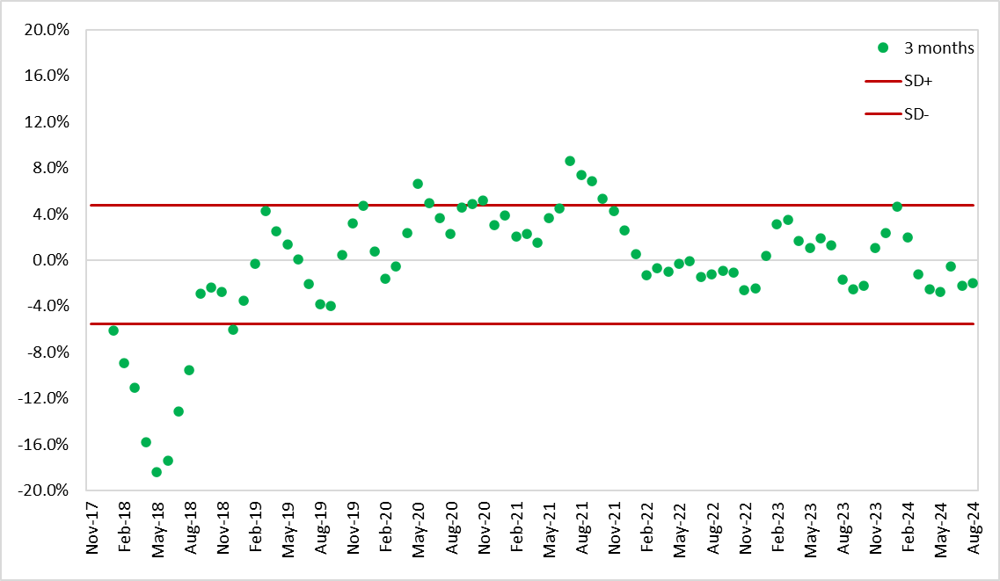 20.0%
16.0%
12.0%
8.0%
4.0%
0.0%
-4.0%
-8.0%
-12.0%
-16.0%
-20.0%
3 months
SD+
SD-
Nov-17
Feb-18
May-18
Aug-18
Nov-18
Feb-19
May-19
Aug-19
Nov-19
Feb-20
May-20
Aug-20
Nov-20
Feb-21
May-21
Aug-21
Nov-21
Feb-22
May-22
Aug-22
Nov-22
Feb-23
May-23
Aug-23
Nov-23
Feb-24
May-24
Aug-24